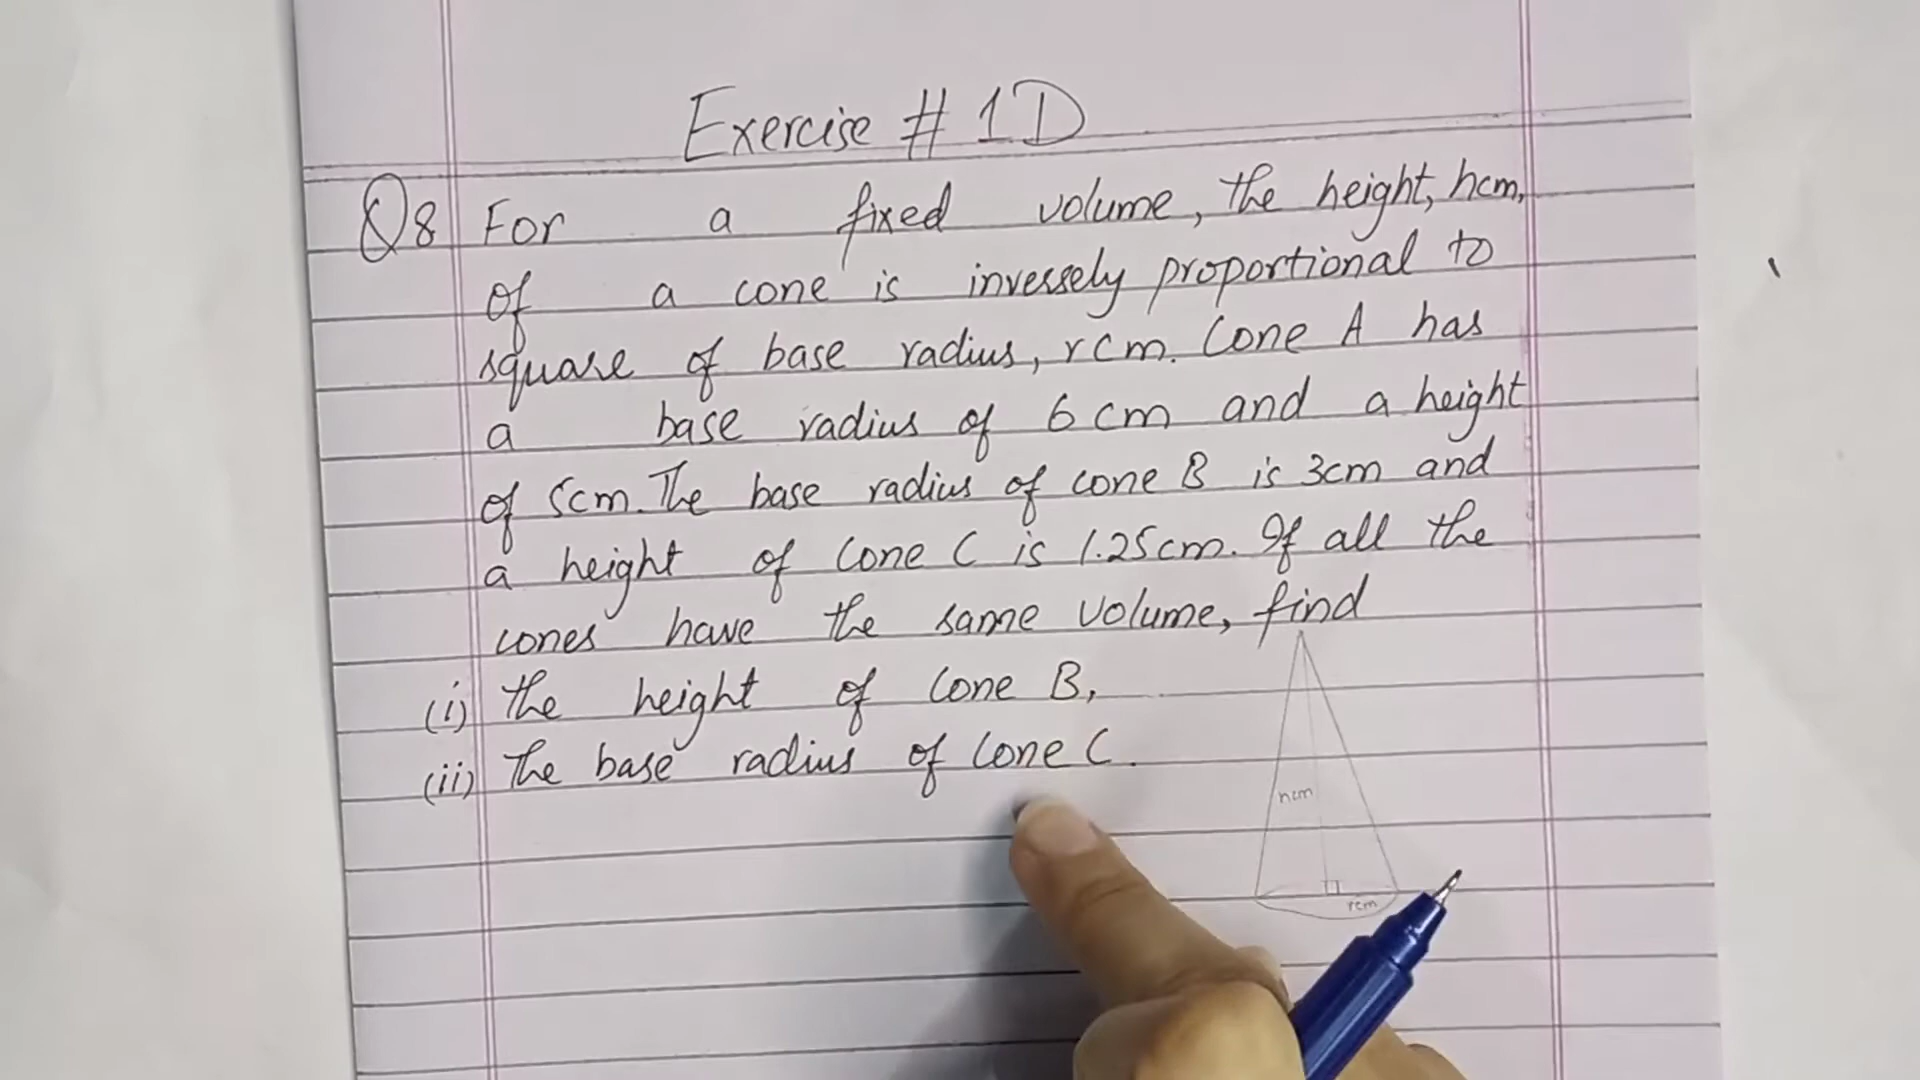 Exercise # 1D
Q8 For a fixed volume, the height, hcm,
of a cone is inversely proportional to
square of base radius, rcm. Cone A has
a base radius of 6 cm and a height
of 5cm. The base radius of cone B is 3cm and
a height of Cone C is 1.25cm. If all the
cones have the same volume, find
(i) the height of Cone B,
(ii) the base radius of Cone C.
hcm
rcm